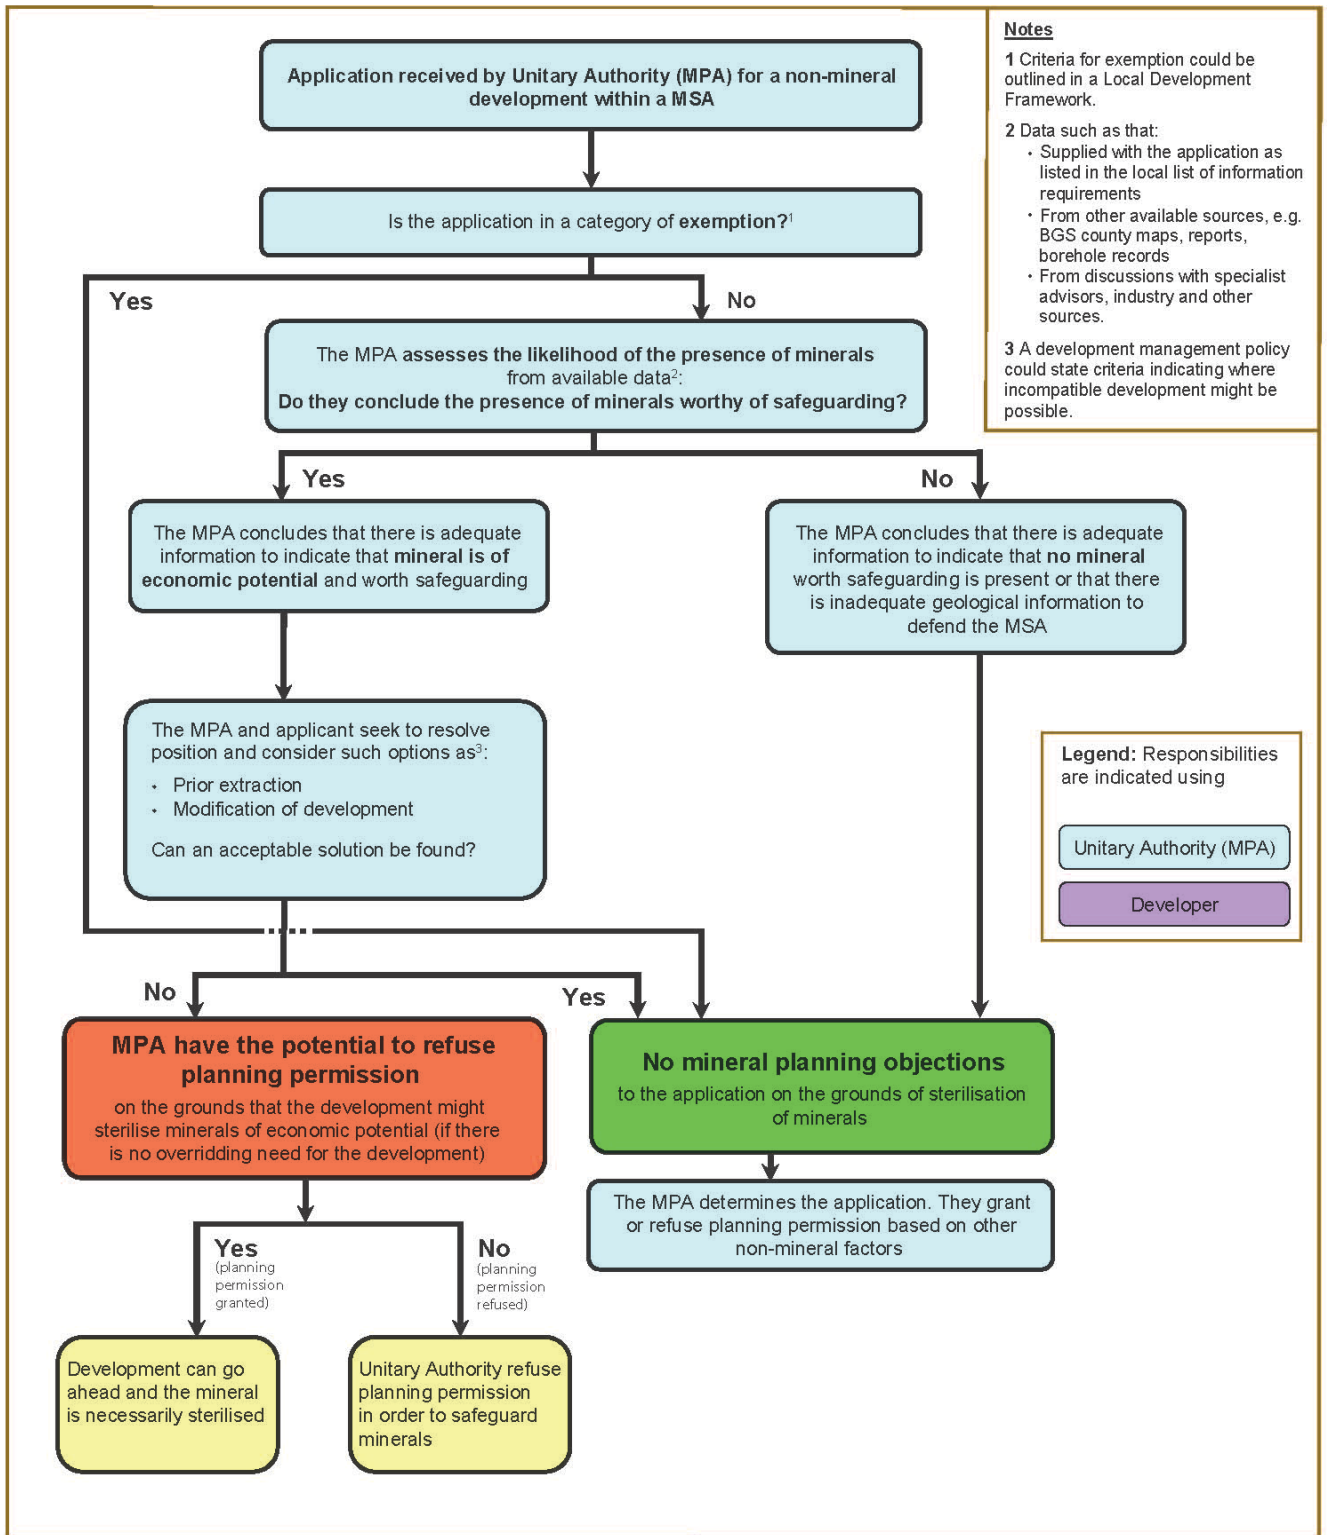 Application received by Unitary Authority (MPA) for a non-mineral
development within a MSA
Notes
1 Criteria for exemption could be
outlined in a Local Development
Framework.
2 Data such as that:
• Supplied with the application as
listed in the local list of information
requirements
• From other available sources, e.g.
BGS county maps, reports,
borehole records
• From discussions with specialist
advisors, industry and other
sources.
3 A development management policy
could state criteria indicating where
incompatible development might be
possible.
Is the application in a category of exemption?1
Yes
No
The MPA assesses the likelihood of the presence of minerals
from available data2:
Do they conclude the presence of minerals worthy of safeguarding?
Yes
No
The MPA concludes that there is adequate
information to indicate that mineral is of
economic potential and worth safeguarding
The MPA concludes that there is adequate
information to indicate that no mineral
worth safeguarding is present or that there
is inadequate geological information to
defend the MSA
The MPA and applicant seek to resolve
position and consider such options as3:
• Prior extraction
• Modification of development
Can an acceptable solution be found?
Legend: Responsibilities
are indicated using
Unitary Authority (MPA)
Developer
No
Yes
MPA have the potential to refuse
planning permission
on the grounds that the development might
sterilise minerals of economic potential (if there
is no overridding need for the development)
No mineral planning objections
to the application on the grounds of sterilisation
of minerals
The MPA determines the application. They grant
or refuse planning permission based on other
non-mineral factors
Yes
(planning
permission
granted)
No
(planning
permission
refused)
Development can go
ahead and the mineral
is necessarily sterilised
Unitary Authority refuse
planning permission
in order to safeguard
minerals